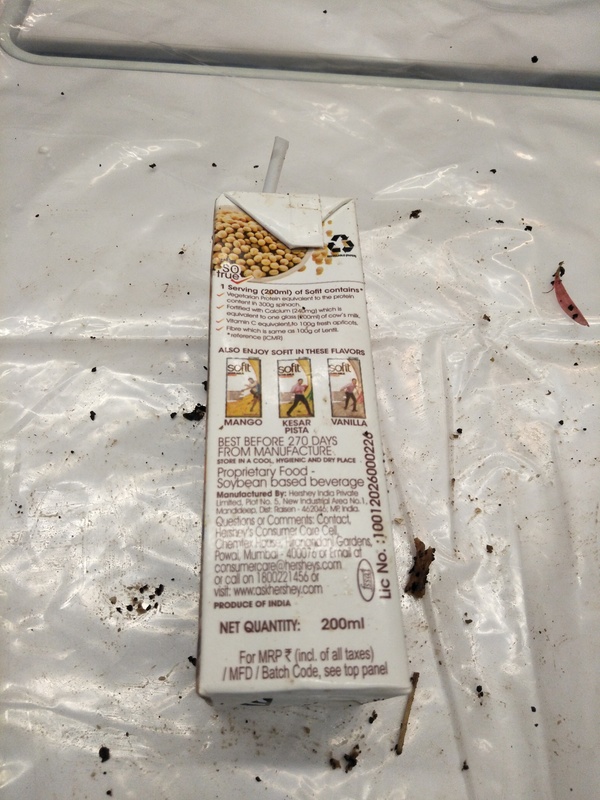 SO
true
1 Serving (200ml) of Sofit contains*
Vegetarian Protein equivalent to the protein
content in 300g spinach.
Fortified with Calcium (240mg) which is
equivalent to one glass (200ml) of cow's milk.
Vitamin C equivalent to 100g fresh apricots.
Fibre which is same as 100g of Lentil.
*reference (ICMR)
ALSO ENJOY SOFIT IN THESE FLAVORS
sofit sofit sofit
MANGO KESAR PISTA VANILLA
BEST BEFORE 270 DAYS
FROM MANUFACTURE
STORE IN A COOL, HYGIENIC AND DRY PLACE
Proprietary Food -
Soybean based beverage
Manufactured By: Hershey India Private
Limited, Plot No. 5, New Industrial Area No.1,
Mandideep, Dist: Raisen - 462046, MP, India.
Questions or Comments: Contact,
Hershey's Consumer Care Cell,
Gardens,
Powai, Mumbai - 400076 or Email at
consumercare@hersheys.com
or call on 1800221456 or
visit: www.askhershey.com
PRODUCE OF INDIA
Lic No. :10012026000226
NET QUANTITY: 200ml
For MRP ₹ (incl. of all taxes)
/ MFD / Batch Code, see top panel